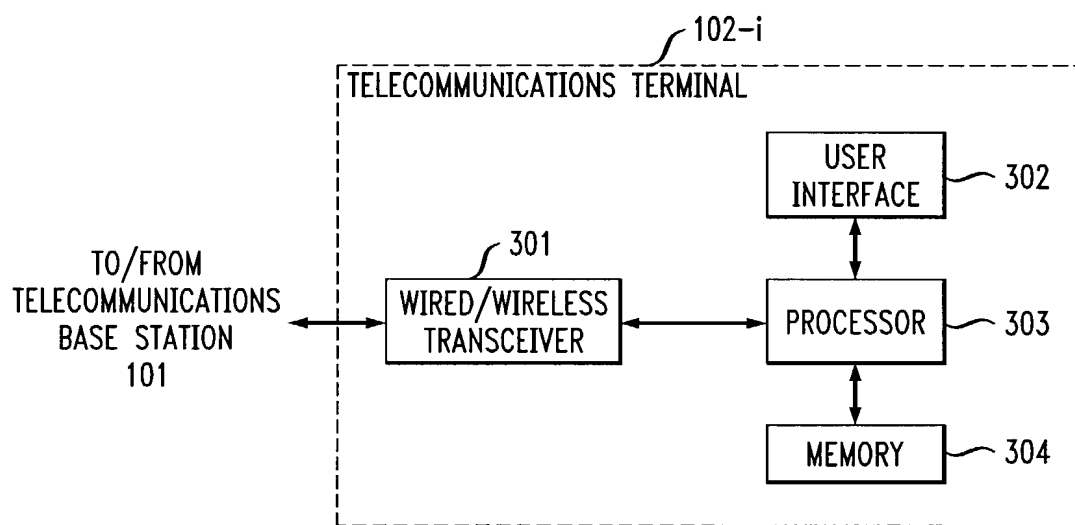 102-i
TELECOMMUNICATIONS TERMINAL
USER
INTERFACE
302
301
TO/FROM
TELECOMMUNICATIONS
BASE STATION
101
WIRED/WIRELESS
TRANSCEIVER
PROCESSOR
303
MEMORY
304